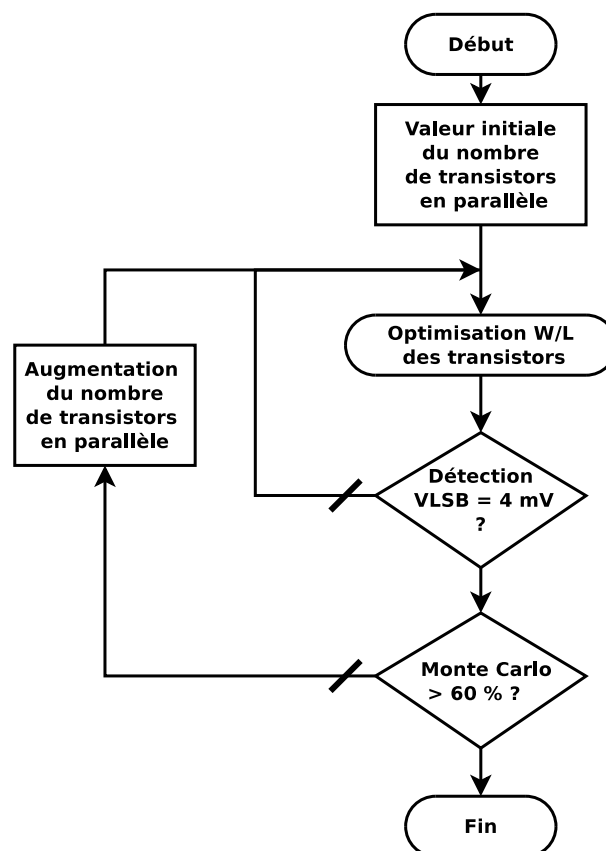 Début
Valeur initiale
du nombre
de transistors
en parallèle
Optimisation W/L
des transistors
Augmentation
du nombre
de transistors
en parallèle
Détection
VLSB = 4 mV
?
Monte Carlo
> 60 % ?
Fin